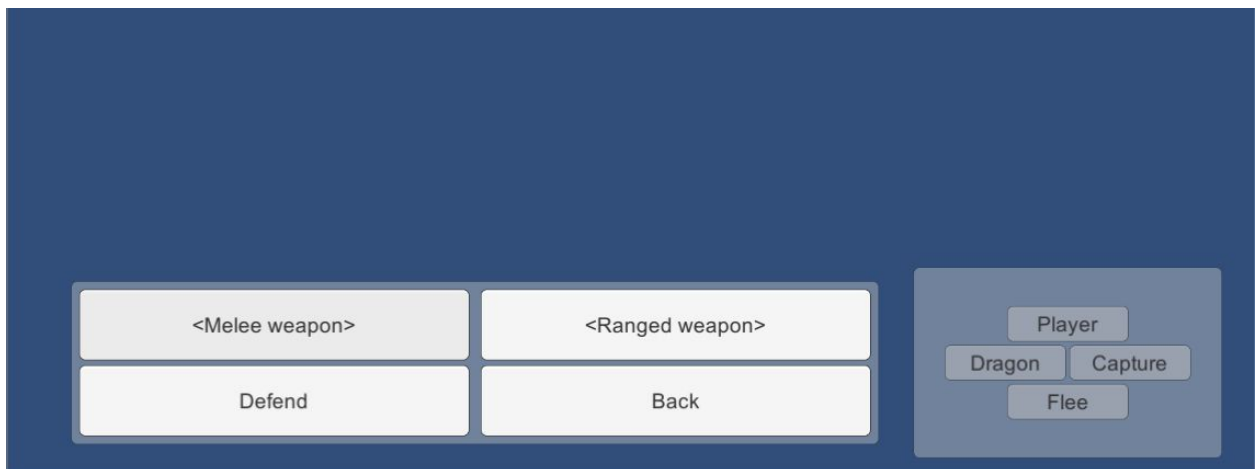 <Melee weapon>
<Ranged weapon>
Defend
Back
Player
Dragon
Capture
Flee